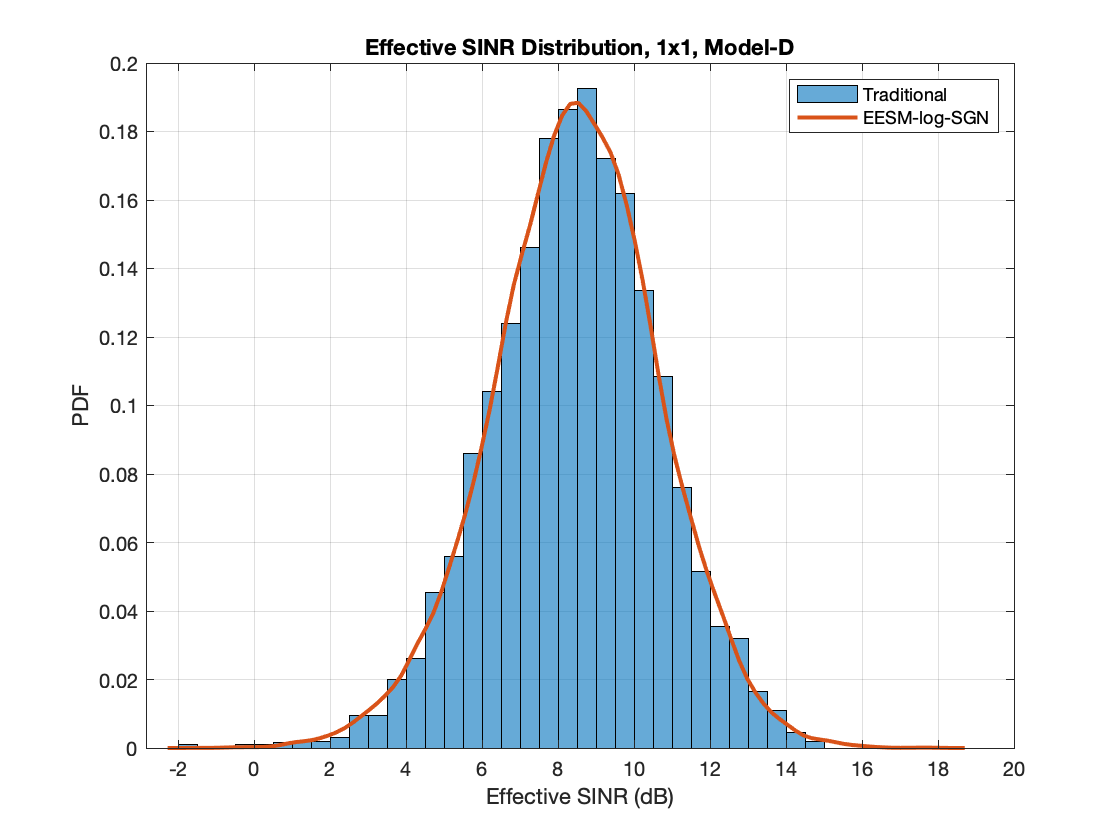 Effective SINR Distribution, 1x1, Model-D
Traditional
EESM-log-SGN
0.2
0.18
0.16
0.14
0.12
0.1
0.08
0.06
0.04
0.02
0
PDF
-2 0 2 4 6 8 10 12 14 16 18 20
Effective SINR (dB)